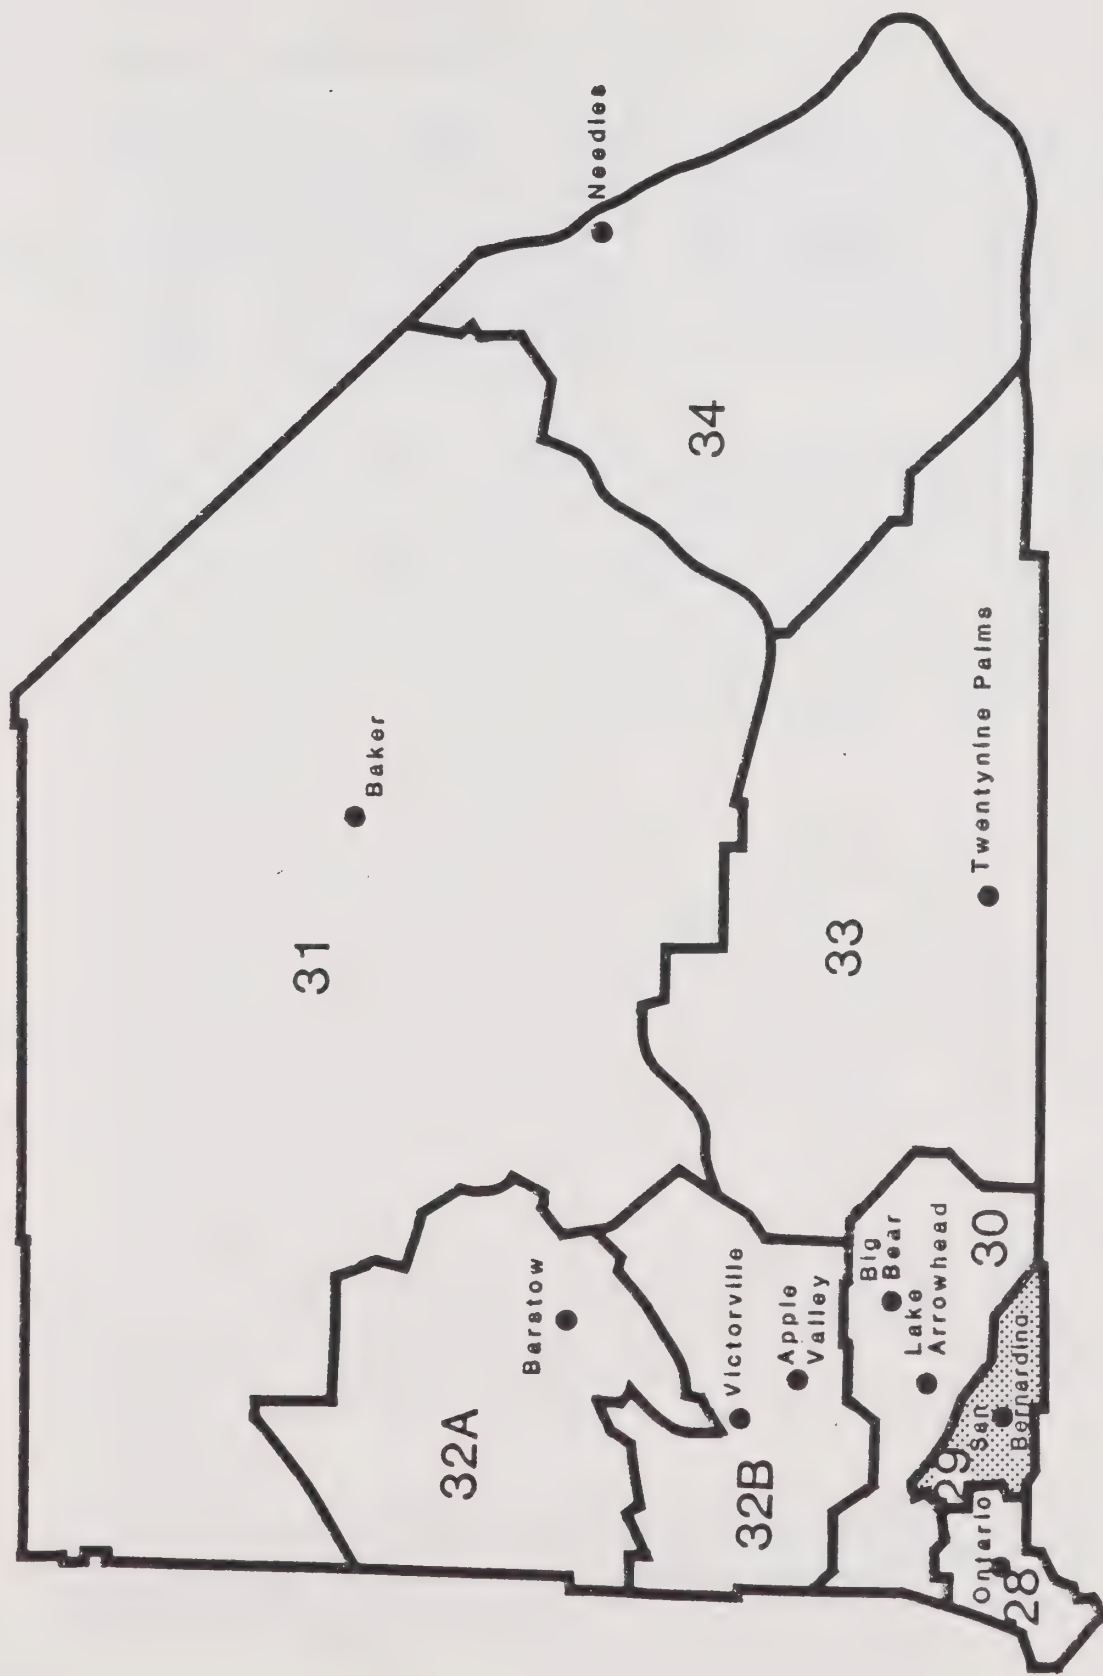 Needles
34
Baker
31
Twentynine Palms
33
Barstow
32A
Victorville
Apple
Valley
32B
Big
Bear
Lake
Arrowhead
30
29
San
Bernardino
Ontario
28